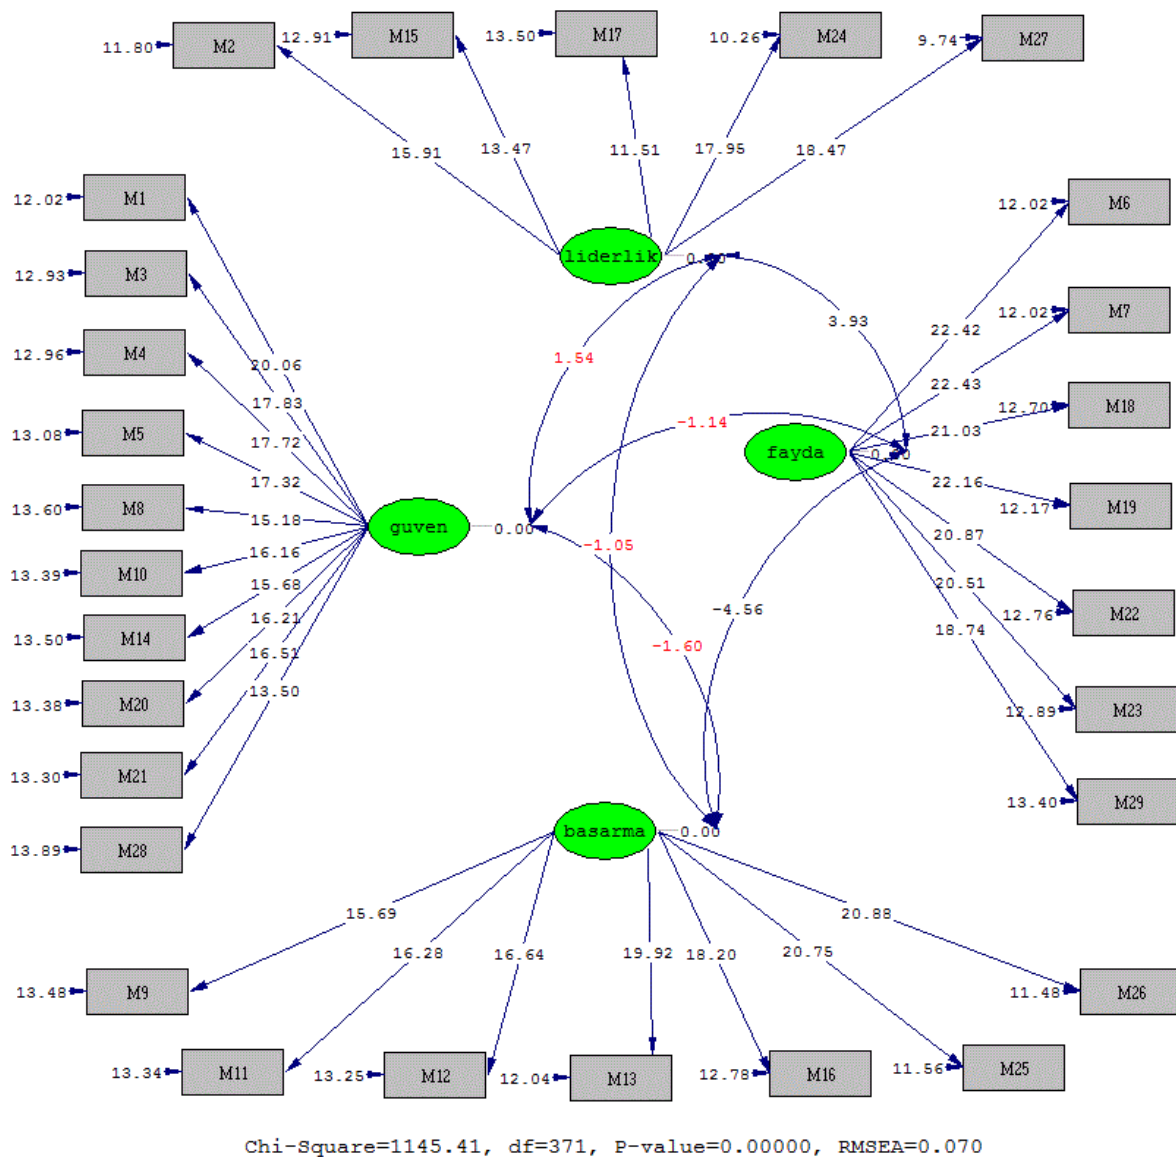 11.80 M2
12.91 M15
13.50 M17
10.26 M24
9.74 M27
15.91
13.47
11.51
17.95
18.47
liderlik
12.02 M1
12.93 M3
12.96 M4
13.08 M5
13.60 M8
13.39 M10
13.50 M14
13.38 M20
13.30 M21
13.89 M28
20.06
17.83
17.72
17.32
15.18
16.16
15.68
16.21
16.51
13.50
guven 0.00
1.54
3.93
-1.14
-1.05
-4.56
-1.60
fayda
12.02 M6
12.02 M7
12.70 M18
12.17 M19
12.76 M22
12.89 M23
13.40 M29
22.42
22.43
21.03
22.16
20.87
20.51
18.74
basarma 0.00
15.69
16.28
16.64
19.92
18.20
20.75
20.88
13.48 M9
13.34 M11
13.25 M12
12.04 M13
12.78 M16
11.56 M25
11.48 M26
Chi-Square=1145.41, df=371, P-value=0.00000, RMSEA=0.070